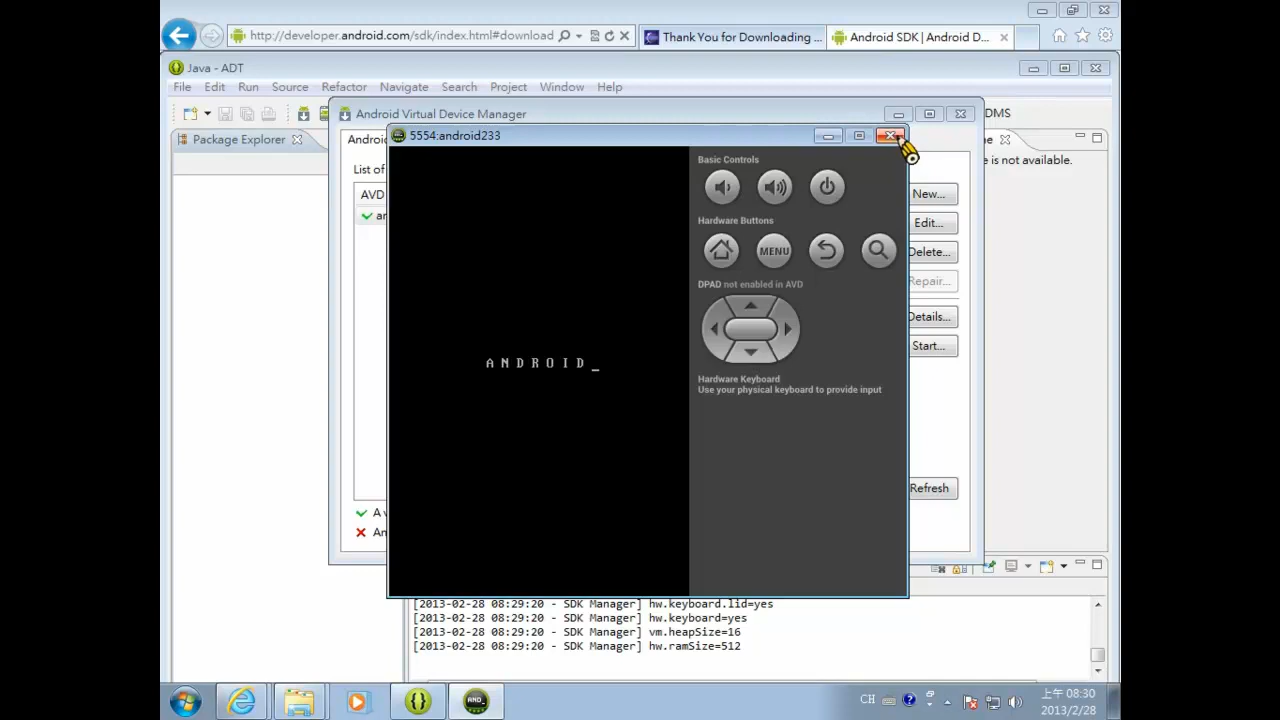 http://developer.android.com/sdk/index.html#download
Thank You for Downloading ...
Android SDK | Android D...
Java - ADT
File Edit Run Source Refactor Navigate Search Project Window Help
Android Virtual Device Manager
DMS
Package Explorer
5554:android233
Android
e is not available.
Basic Controls
List of
AVD
New...
Hardware Buttons
Edit...
MENU
Delete...
Repair...
DPAD not enabled in AVD
Details...
Start...
ANDROID_
Hardware Keyboard
Use your physical keyboard to provide input
Refresh
A v
An
[2013-02-28 08:29:20 - SDK Manager] hw.keyboard.lid=yes
[2013-02-28 08:29:20 - SDK Manager] hw.keyboard=yes
[2013-02-28 08:29:20 - SDK Manager] vm.heapSize=16
[2013-02-28 08:29:20 - SDK Manager] hw.ramSize=512
AND_
CH
上午 08:30
2013/2/28